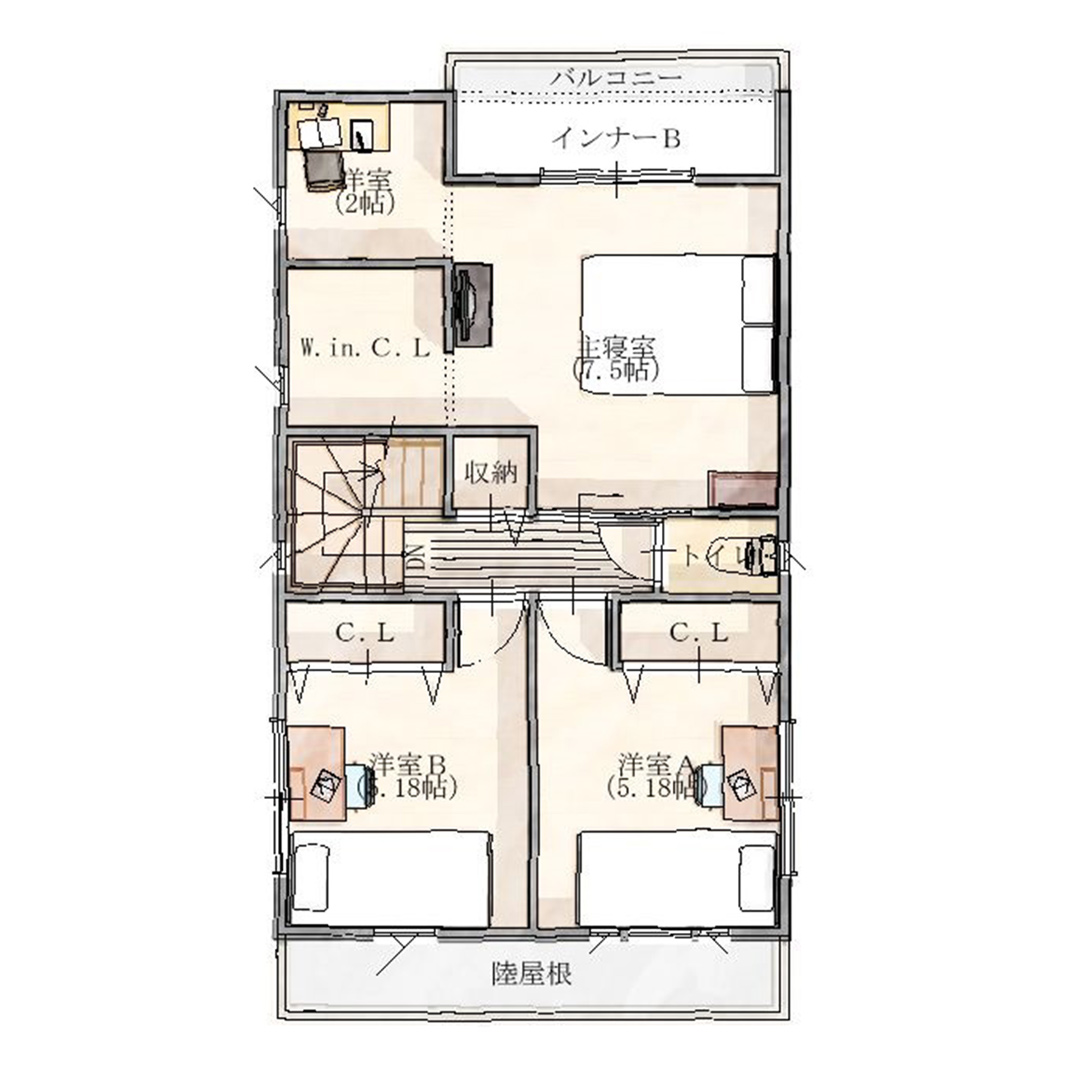 バルコニー
インナーB
洋室
(2帖)
W.in.C.L
主寝室
(7.5帖)
収納
DN
トイレ
C.L
C.L
洋室B
(5.18帖)
洋室A
(5.18帖)
陸屋根